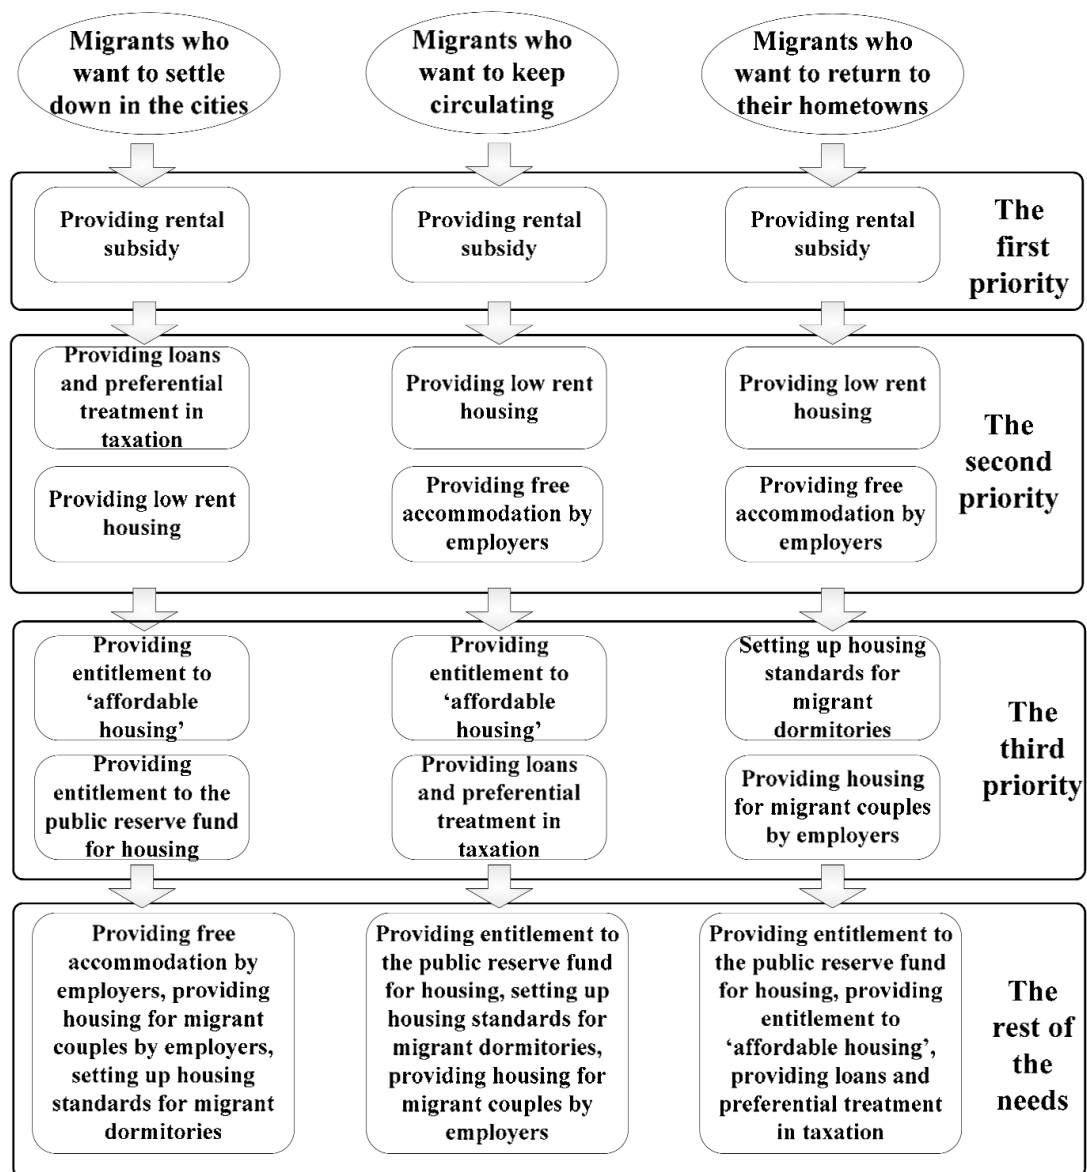 Migrants who
want to settle
down in the cities
Migrants who
want to keep
circulating
Migrants who
want to return to
their hometowns
Providing rental
subsidy
Providing rental
subsidy
Providing rental
subsidy
The
first
priority
Providing loans
and preferential
treatment in
taxation
Providing low rent
housing
Providing low rent
housing
Providing low rent
housing
Providing free
accommodation by
employers
Providing free
accommodation by
employers
The
second
priority
Providing
entitlement to
‘affordable
housing’
Providing
entitlement to
‘affordable
housing’
Setting up housing
standards for
migrant
dormitories
Providing
entitlement to the
public reserve fund
for housing
Providing loans
and preferential
treatment in
taxation
Providing housing
for migrant couples
by employers
The
third
priority
Providing free
accommodation by
employers, providing
housing for migrant
couples by employers,
setting up housing
standards for migrant
dormitories
Providing entitlement to
the public reserve fund
for housing, setting up
housing standards for
migrant dormitories,
providing housing for
migrant couples by
employers
Providing entitlement to
the public reserve fund
for housing, providing
entitlement to
‘affordable housing’,
providing loans and
preferential treatment
in taxation
The
rest of
the
needs